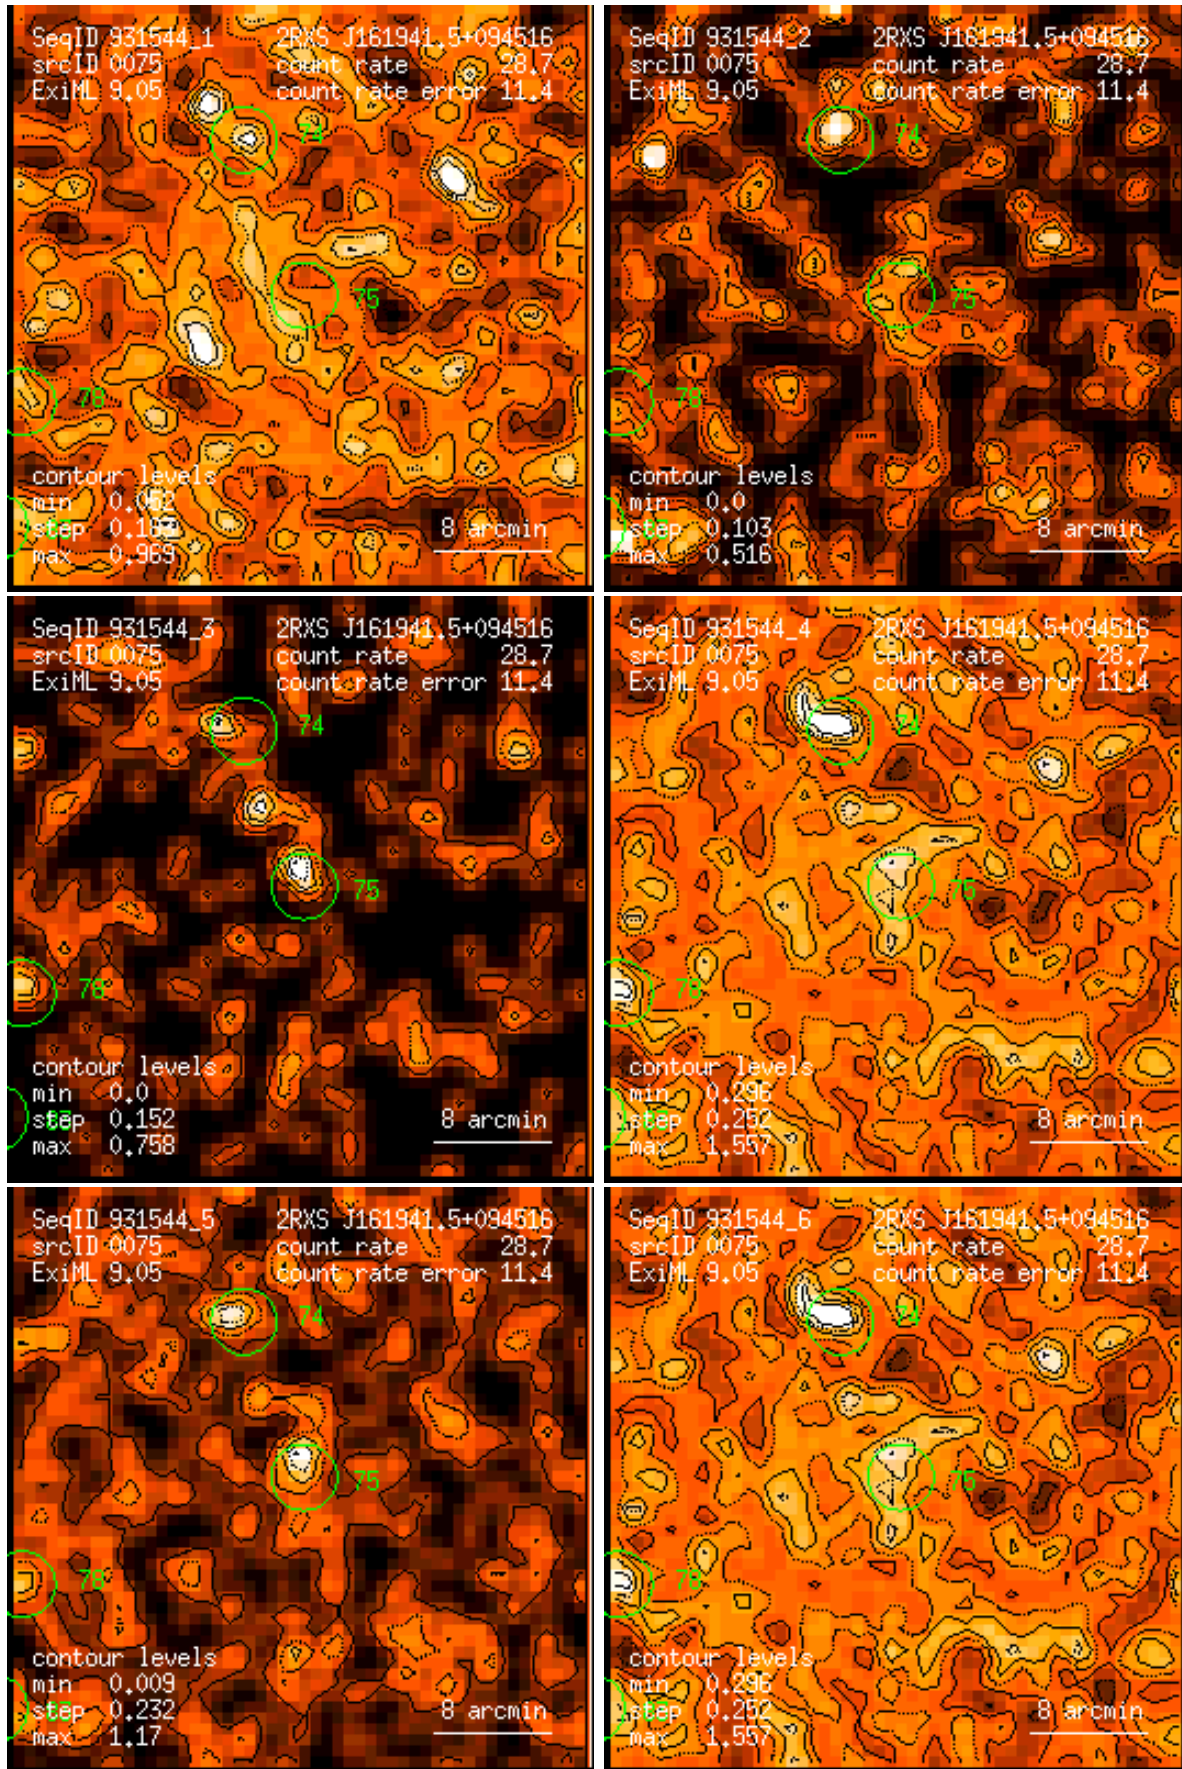 SeqID 931544_1 2RXS J161941.5+094516
srcID 0075 count rate 28.7
ExiML 9.05 count rate error 11.4
74
75
78
contour levels
min 0.062
step
max 0.969
8 arcmin
SeqID 931544_2 2RXS J161941.5+094516
srcID 0075 count rate 28.7
ExiML 9.05 count rate error 11.4
74
75
78
contour levels
min 0.0
step 0.103
max 0.516
8 arcmin
SeqID 931544_3 2RXS J161941.5+094516
srcID 0075 count rate 28.7
ExiML 9.05 count rate error 11.4
74
75
78
contour levels
min 0.0
step 0.152
max 0.758
8 arcmin
SeqID 931544_4 2RXS J161941.5+094516
srcID 0075 count rate 28.7
ExiML 9.05 count rate error 11.4
74
75
78
contour levels
min 0.296
step 0.252
max 1.557
8 arcmin
SeqID 931544_5 2RXS J161941.5+094516
srcID 0075 count rate 28.7
ExiML 9.05 count rate error 11.4
74
75
78
contour levels
min 0.009
step 0.232
max 1.17
8 arcmin
SeqID 931544_6 2RXS J161941.5+094516
srcID 0075 count rate 28.7
ExiML 9.05 count rate error 11.4
74
75
78
contour levels
min 0.296
step 0.252
max 1.557
8 arcmin